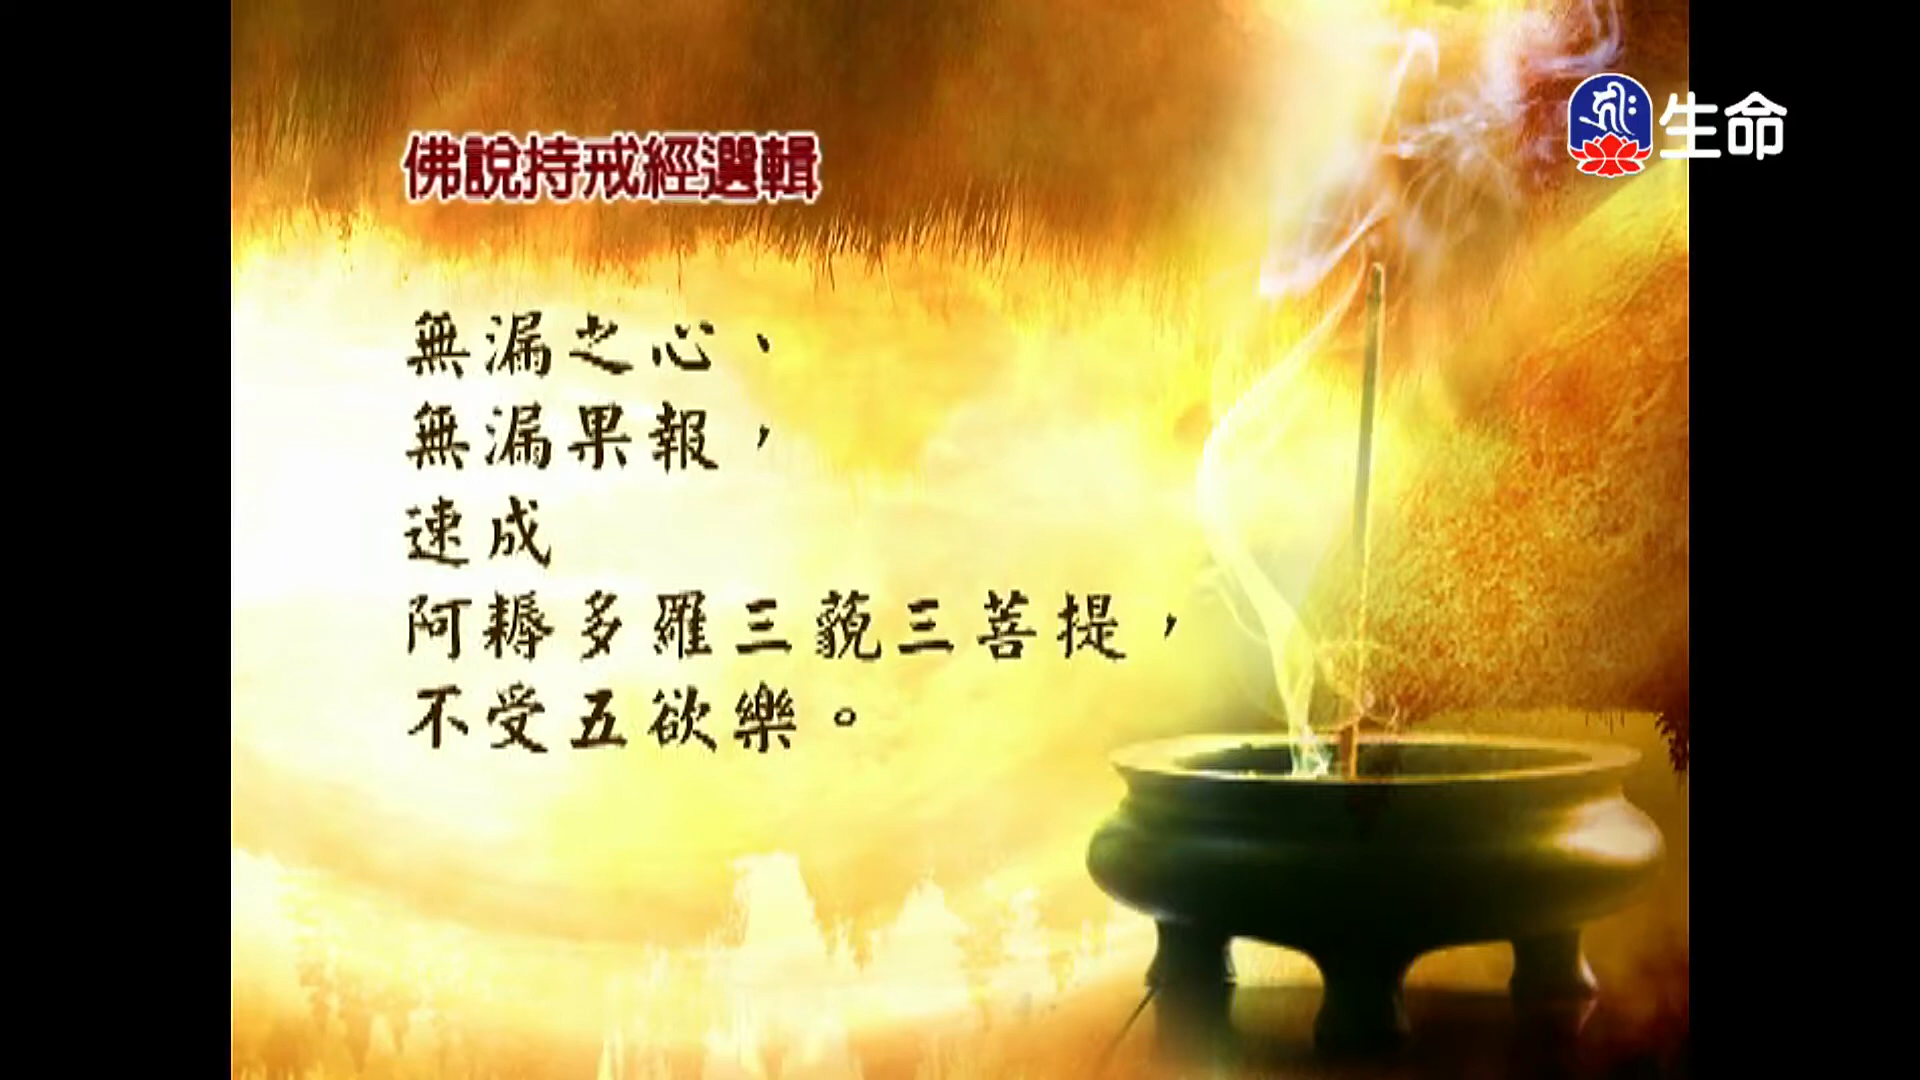 佛說持戒經選輯
生命
無漏之心、
無漏果報，
速成
阿耨多羅三藐三菩提，
不受五欲樂。